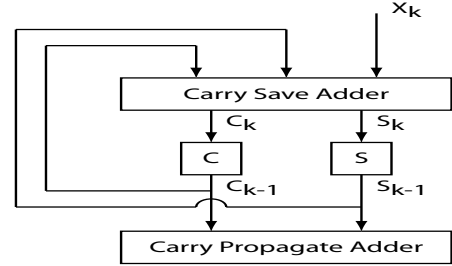 Xk
Carry Save Adder
Ck Sk
C S
Ck-1 Sk-1
Carry Propagate Adder